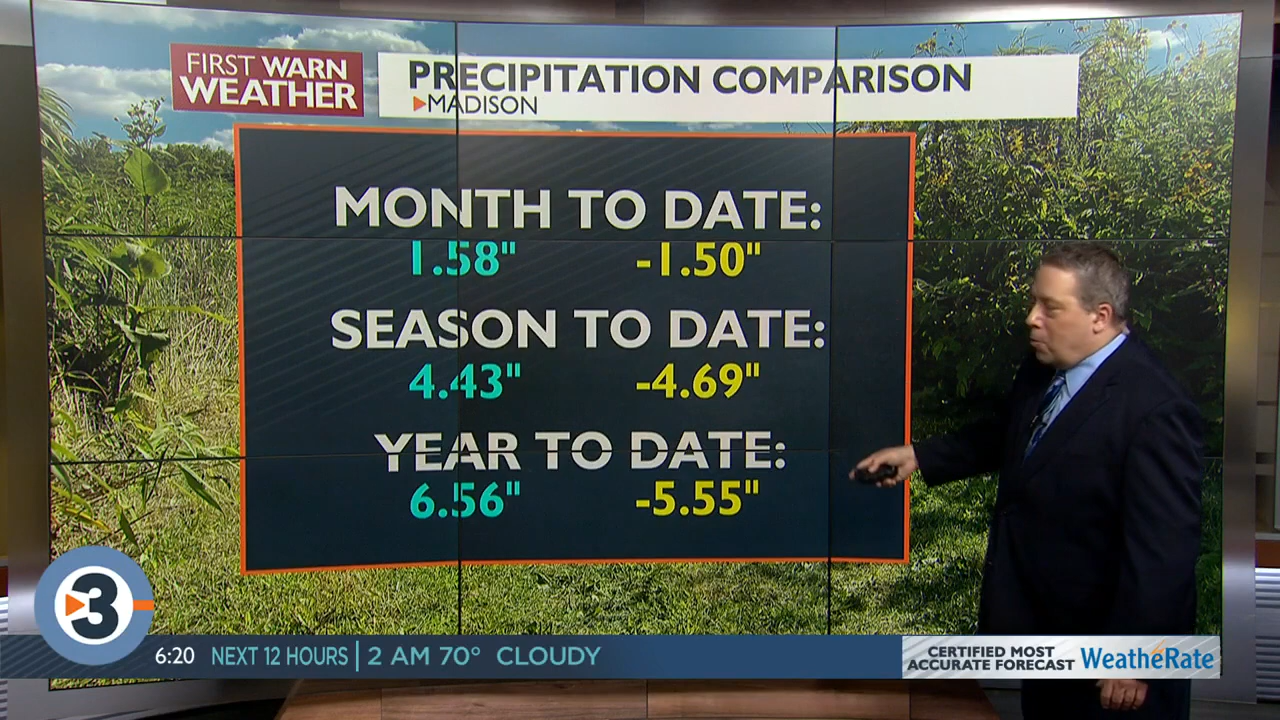 FIRST WARN
WEATHER
PRECIPITATION COMPARISON
MADISON
MONTH TO DATE:
1.58" -1.50"
SEASON TO DATE:
4.43" -4.69"
YEAR TO DATE:
6.56" -5.55"
3
6:20 NEXT 12 HOURS | 2 AM 70° CLOUDY
CERTIFIED MOST
ACCURATE FORECAST WeatheRate